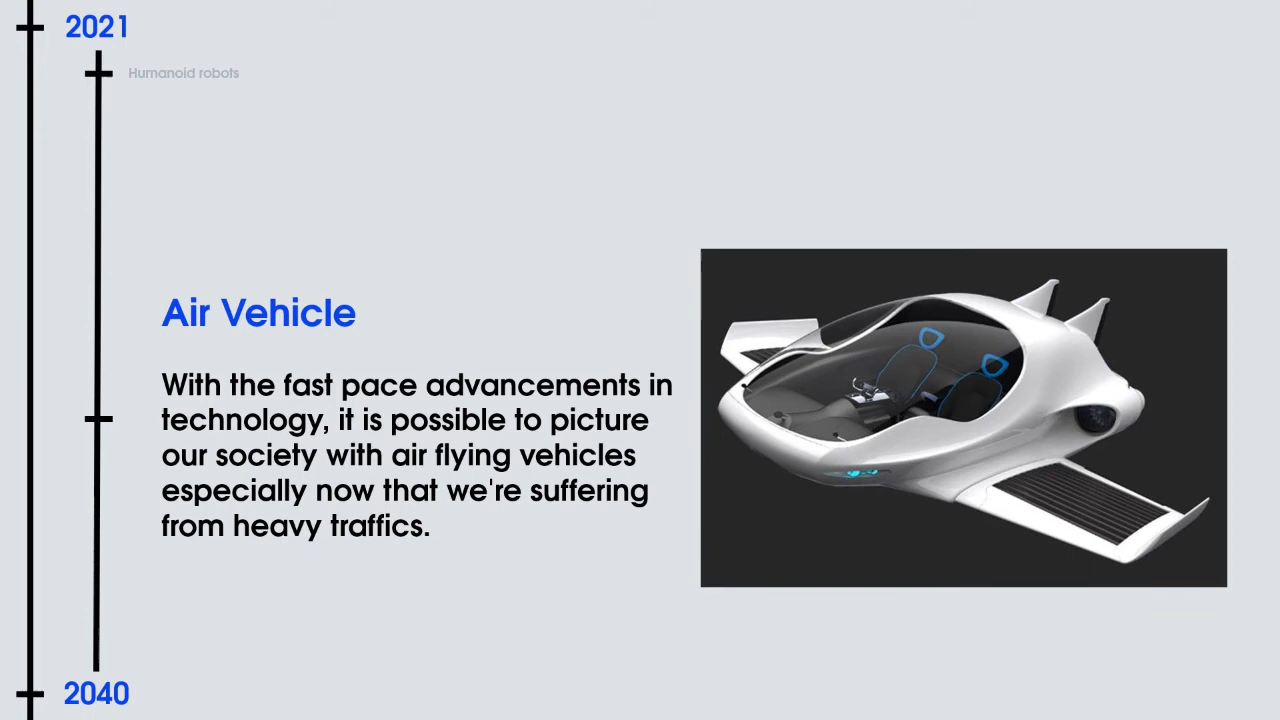 2021
Humanoid robots
Air Vehicle
With the fast pace advancements in
technology, it is possible to picture
our society with air flying vehicles
especially now that we're suffering
from heavy traffics.
2040